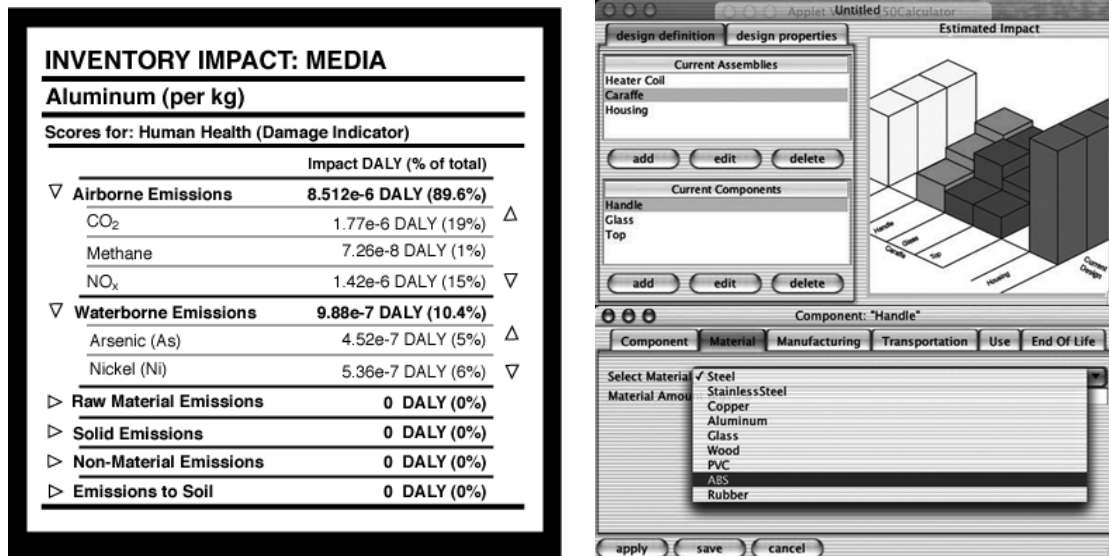 INVENTORY IMPACT: MEDIA
Aluminum (per kg)
Scores for: Human Health (Damage Indicator)
Impact DALY (% of total)
▽ Airborne Emissions 8.512e-6 DALY (89.6%)
CO₂ 1.77e-6 DALY (19%) △
Methane 7.26e-8 DALY (1%)
NOₓ 1.42e-6 DALY (15%) ▽
▽ Waterborne Emissions 9.88e-7 DALY (10.4%)
Arsenic (As) 4.52e-7 DALY (5%) △
Nickel (Ni) 5.36e-7 DALY (6%) ▽
▷ Raw Material Emissions 0 DALY (0%)
▷ Solid Emissions 0 DALY (0%)
▷ Non-Material Emissions 0 DALY (0%)
▷ Emissions to Soil 0 DALY (0%)
Untitled
Applet 50Calculator
design definition design properties
Current Assemblies
Heater Coil
Caraffe
Housing
add edit delete
Current Components
Handle
Glass
Top
add edit delete
Estimated Impact
Handle
Glass
Top
Caraffe
Housing
Current
Design
Component: "Handle"
Component Material Manufacturing Transportation Use End Of Life
Select Material ✓ Steel
Material Amou
StainlessSteel
Copper
Aluminum
Glass
Wood
PVC
ABS
Rubber
apply save cancel